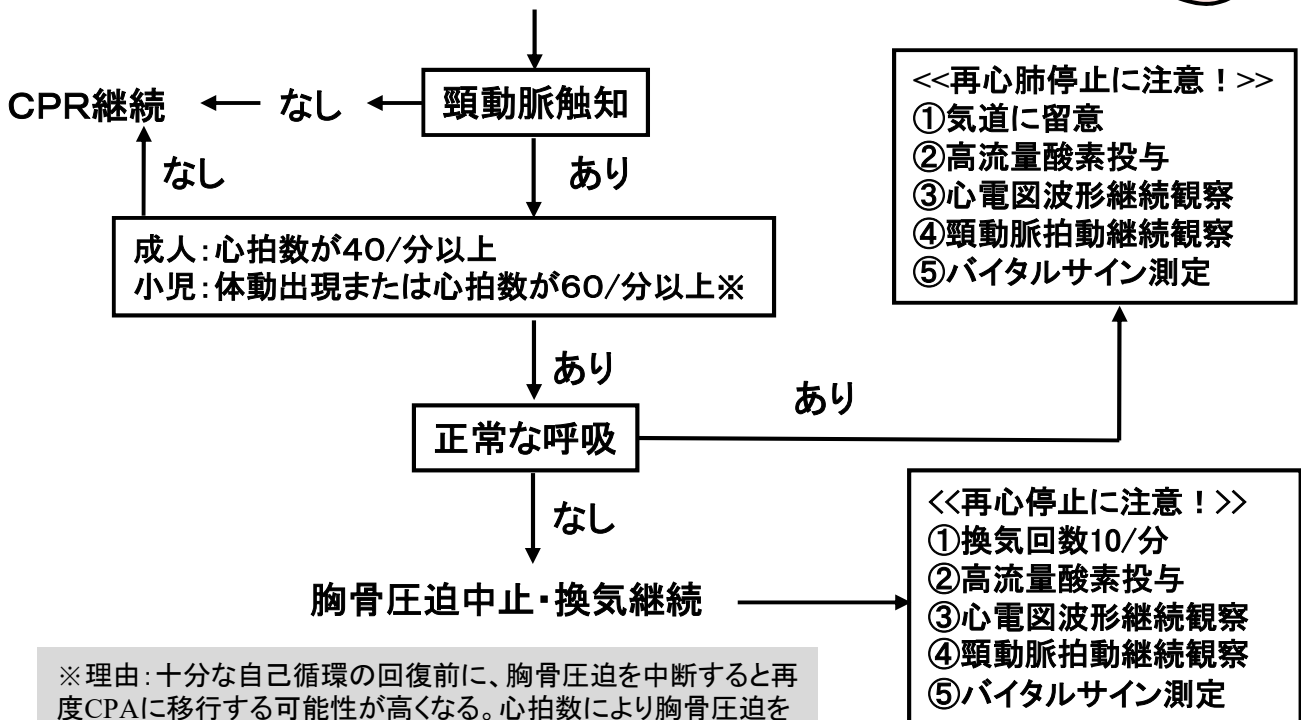 頸動脈触知
なし
CPR継続
あり
なし
成人：心拍数が40/分以上
小児：体動出現または心拍数が60/分以上※
あり
正常な呼吸
あり
<<再心肺停止に注意！>>
①気道に留意
②高流量酸素投与
③心電図波形継続観察
④頸動脈拍動継続観察
⑤バイタルサイン測定
なし
胸骨圧迫中止・換気継続
<<再心停止に注意！>>
①換気回数10/分
②高流量酸素投与
③心電図波形継続観察
④頸動脈拍動継続観察
⑤バイタルサイン測定
※理由：十分な自己循環の回復前に、胸骨圧迫を中断すると再
度CPAに移行する可能性が高くなる。心拍数により胸骨圧迫を